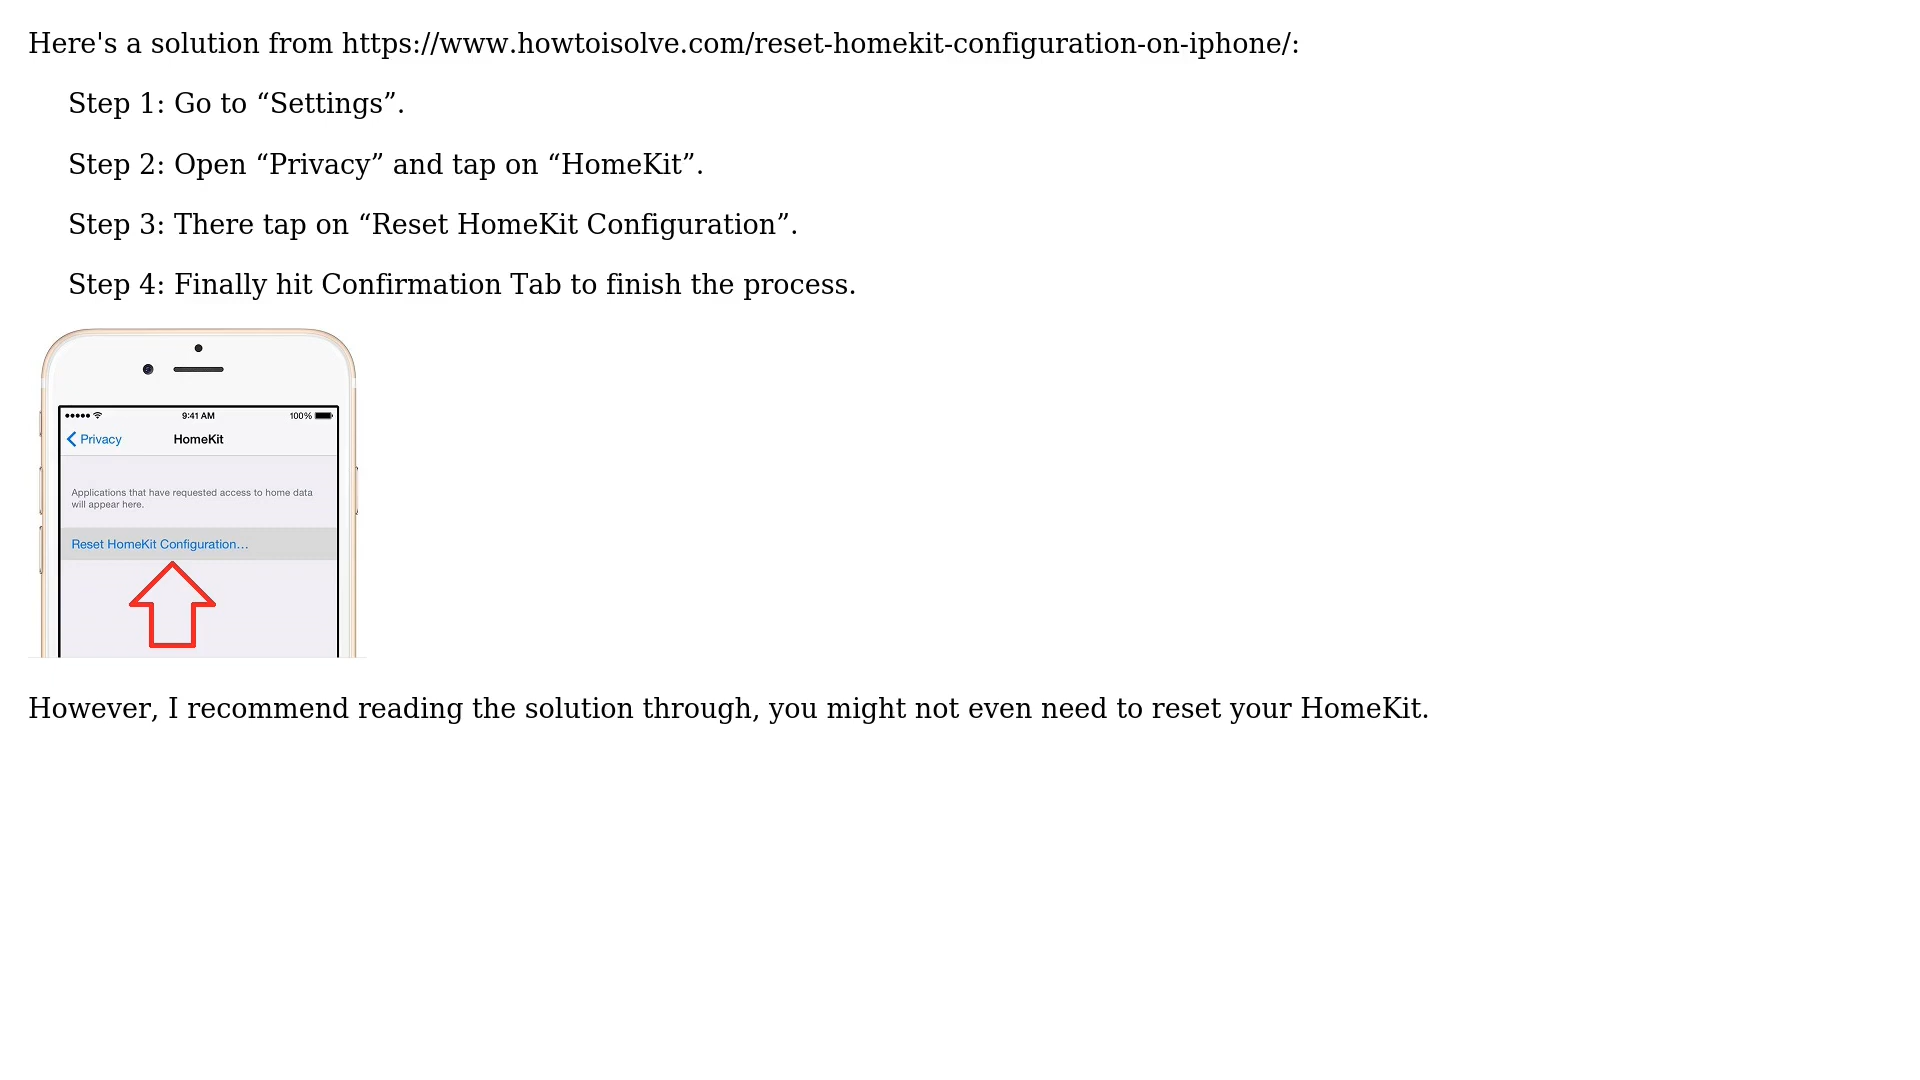 Here's a solution from https://www.howtoisolve.com/reset-homekit-configuration-on-iphone/:
Step 1: Go to “Settings”.
Step 2: Open “Privacy” and tap on “HomeKit”.
Step 3: There tap on “Reset HomeKit Configuration”.
Step 4: Finally hit Confirmation Tab to finish the process.
9:41 AM 100%
Privacy HomeKit
Applications that have requested access to home data
will appear here.
Reset HomeKit Configuration...
However, I recommend reading the solution through, you might not even need to reset your HomeKit.